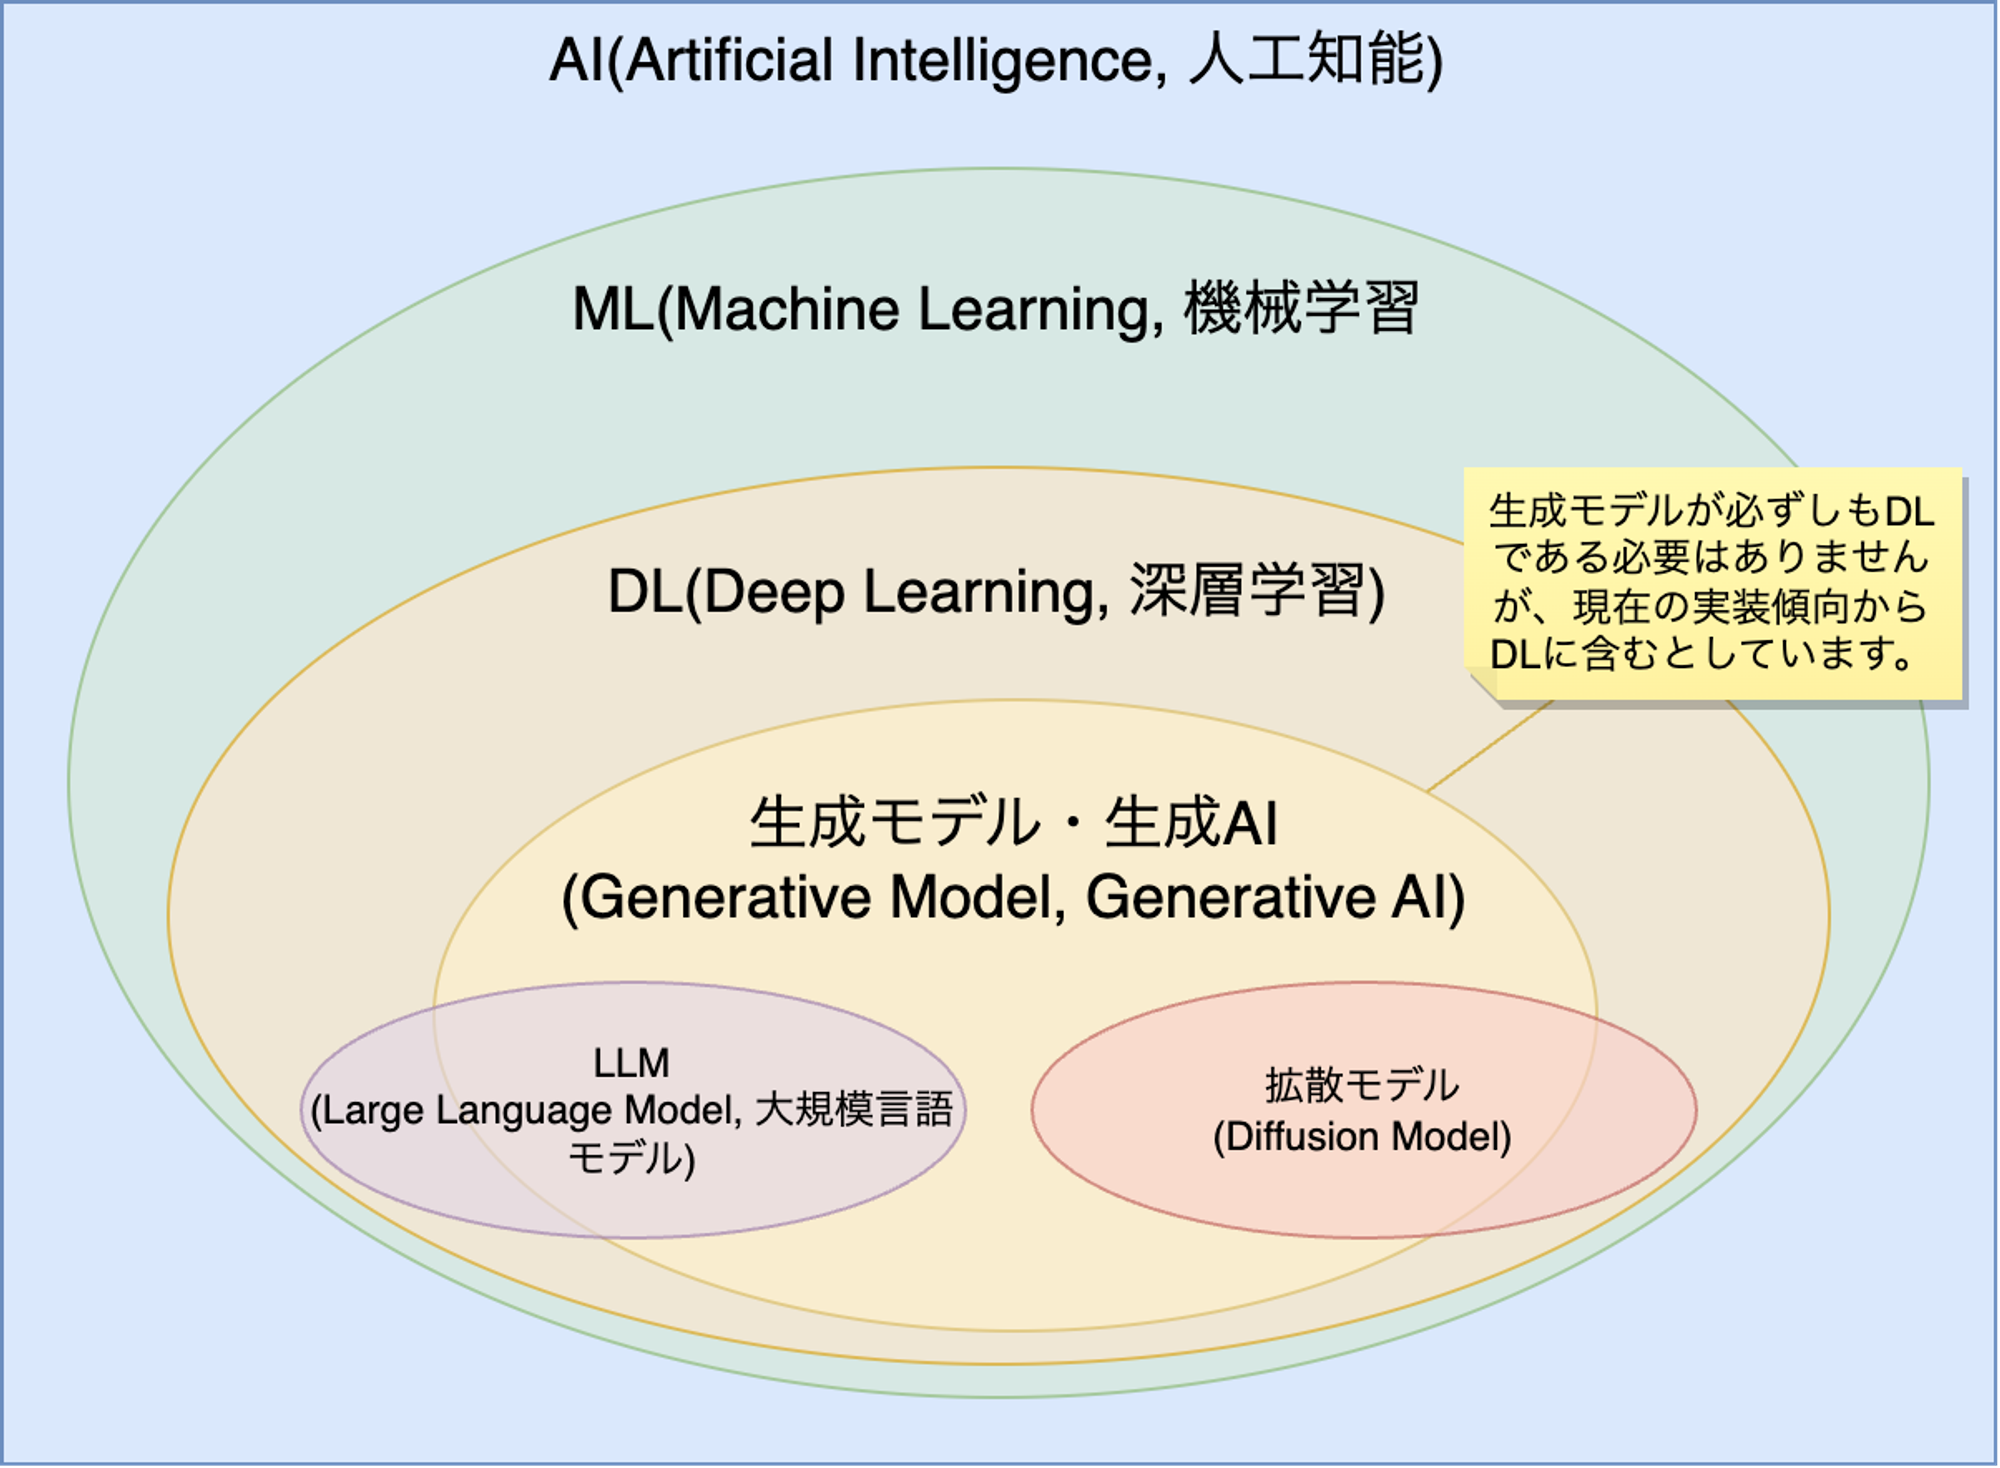 AI(Artificial Intelligence, 人工知能)
ML(Machine Learning, 機械学習
DL(Deep Learning, 深層学習)
生成モデルが必ずしもDL
である必要はありません
が、現在の実装傾向から
DLに含むとしています。
生成モデル・生成AI
(Generative Model, Generative AI)
LLM
(Large Language Model, 大規模言語
モデル)
拡散モデル
(Diffusion Model)